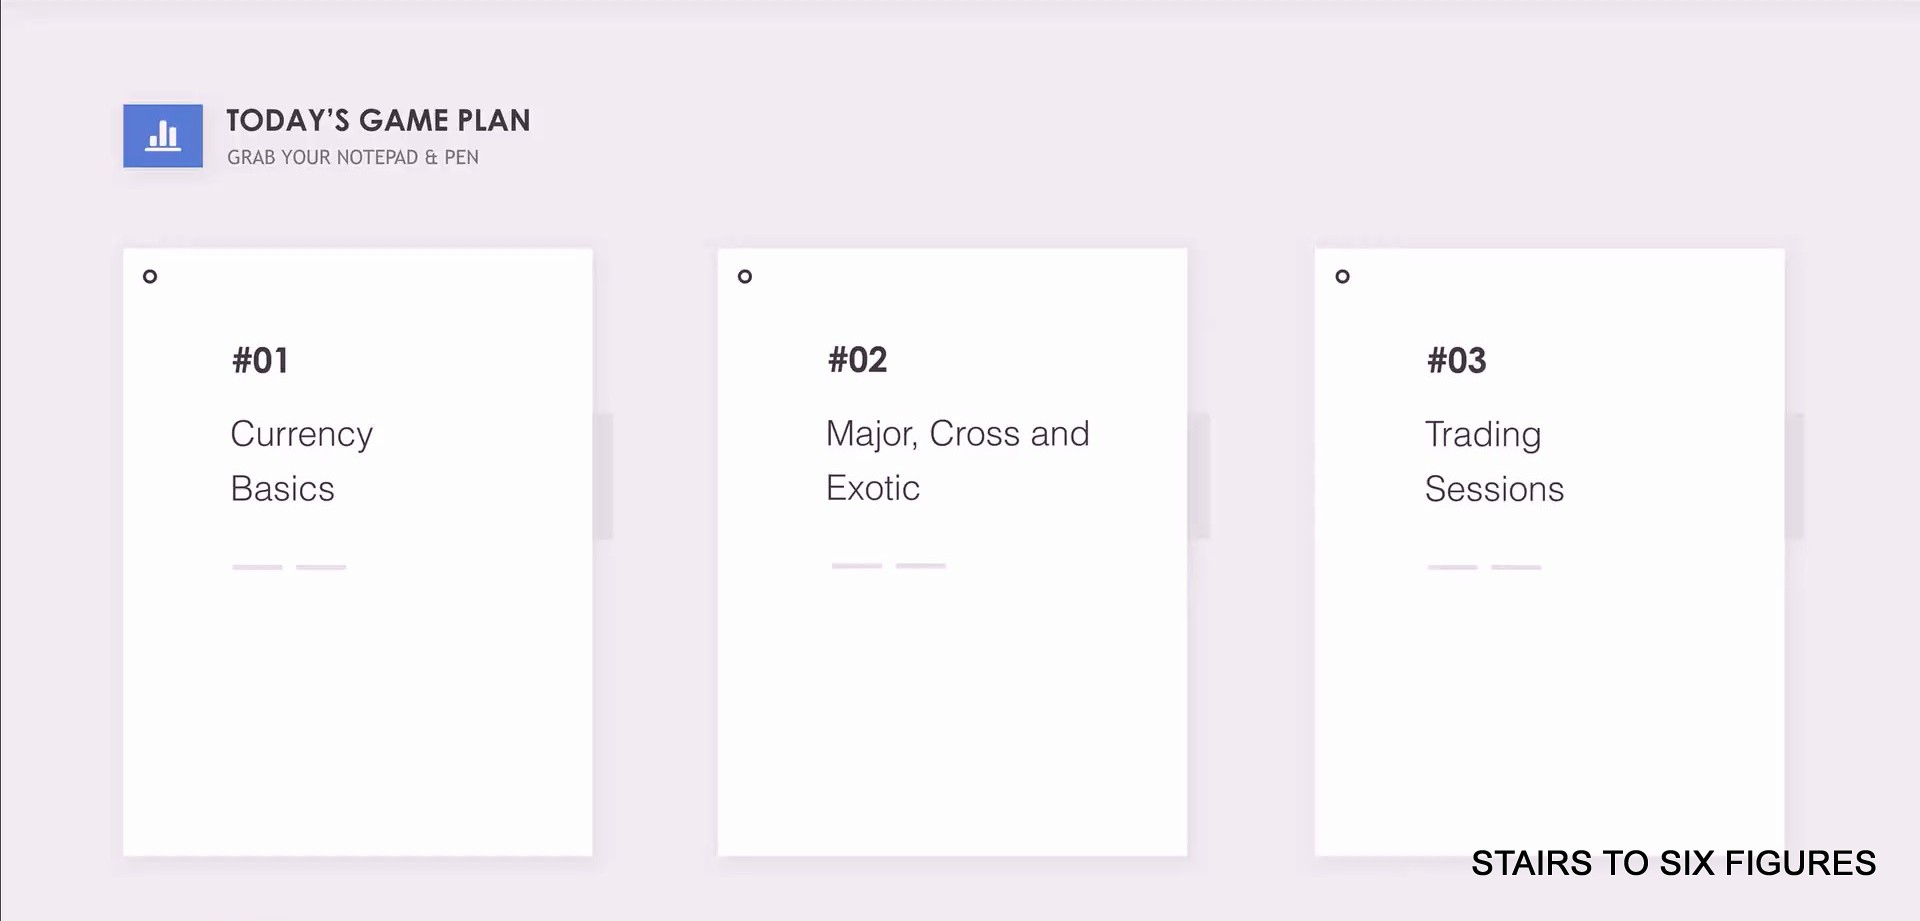 TODAY’S GAME PLAN
GRAB YOUR NOTEPAD & PEN
#01
Currency
Basics
#02
Major, Cross and
Exotic
#03
Trading
Sessions
STAIRS TO SIX FIGURES